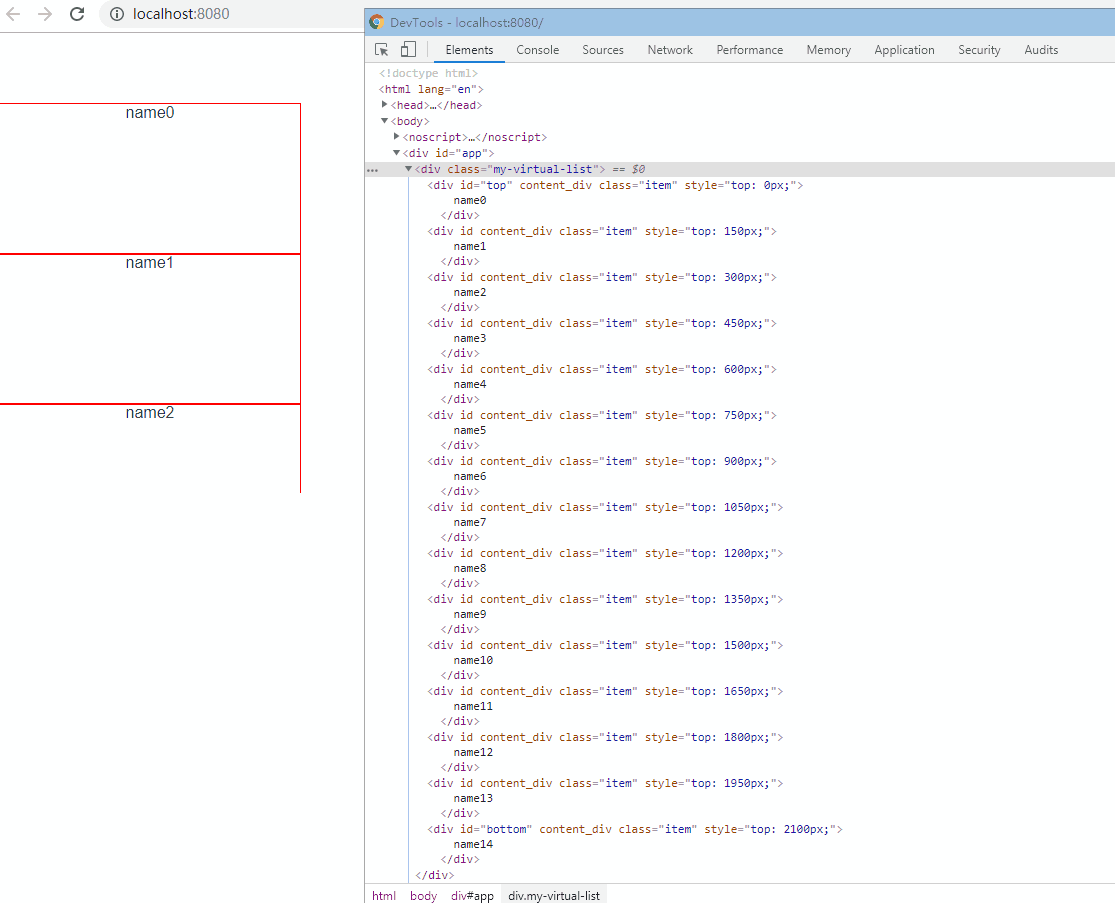 localhost:8080
name0
name1
name2
DevTools - localhost:8080/
Elements Console Sources Network Performance Memory Application Security Audits
<!doctype html>
<html lang="en">
<head>…</head>
<body>
<noscript>…</noscript>
<div id="app">
<div class="my-virtual-list"> == $0
<div id="top" content_div class="item" style="top: 0px;">
name0
</div>
<div id content_div class="item" style="top: 150px;">
name1
</div>
<div id content_div class="item" style="top: 300px;">
name2
</div>
<div id content_div class="item" style="top: 450px;">
name3
</div>
<div id content_div class="item" style="top: 600px;">
name4
</div>
<div id content_div class="item" style="top: 750px;">
name5
</div>
<div id content_div class="item" style="top: 900px;">
name6
</div>
<div id content_div class="item" style="top: 1050px;">
name7
</div>
<div id content_div class="item" style="top: 1200px;">
name8
</div>
<div id content_div class="item" style="top: 1350px;">
name9
</div>
<div id content_div class="item" style="top: 1500px;">
name10
</div>
<div id content_div class="item" style="top: 1650px;">
name11
</div>
<div id content_div class="item" style="top: 1800px;">
name12
</div>
<div id content_div class="item" style="top: 1950px;">
name13
</div>
<div id="bottom" content_div class="item" style="top: 2100px;">
name14
</div>
</div>
html body div#app div.my-virtual-list